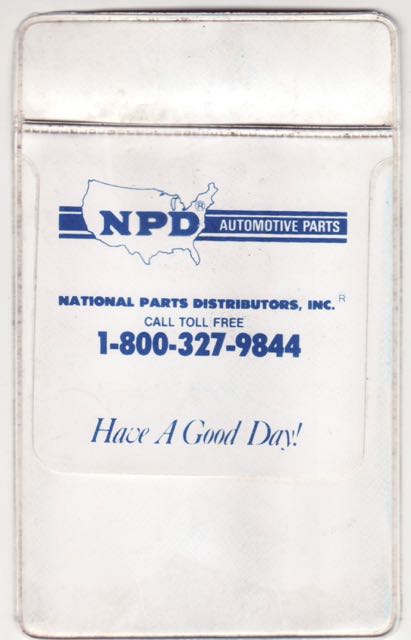 NPD® AUTOMOTIVE PARTS
NATIONAL PARTS DISTRIBUTORS, INC.®
CALL TOLL FREE
1-800-327-9844
Have A Good Day!